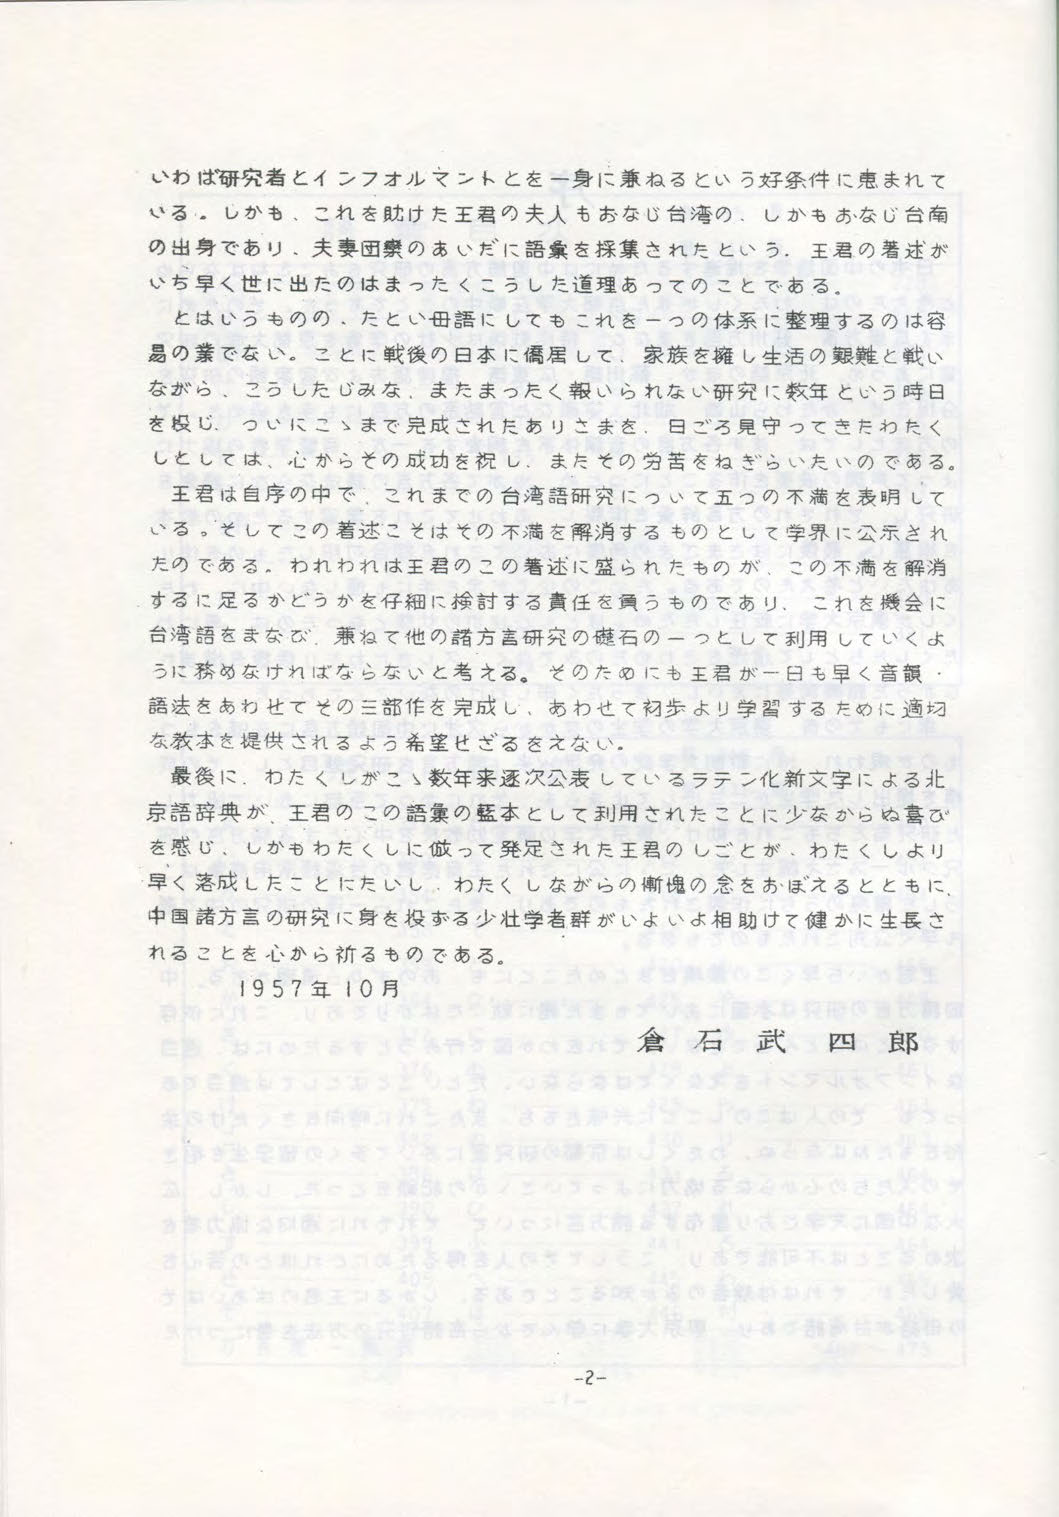 いわば研究者とインフオルマントとを一身に兼ねるという好条件に恵まれて
いる。しかも、これを助けた王君の夫人もおなじ台湾の、しかもおなじ台南
の出身であり、夫妻団欒のあいだに語彙を採集されたという。王君の著述が
いち早く世に出たのはまったくこうした道理あってのことである。
とはいうものの、たとい母語にしてもこれを一つの体系に整理するのは容
易の業でない。ことに戦後の日本に僑居して、家族を擁し生活の艱難と戦い
ながら、こうしたじみな、またまったく報いられない研究に数年という時日
を投じ、ついにこゝまで完成されたありさまを、日ごろ見守ってきたわたく
しとしては、心からその成功を祝し、またその労苦をねぎらいたいのである。
王君は自序の中で、これまでの台湾語研究について五つの不満を表明して
いる。そしてこの著述こそはその不満を解消するものとして学界に公示され
たのである。われわれは王君のこの著述に盛られたものが、この不満を解消
するに足るかどうかを仔細に検討する責任を負うものであり、これを機会に
台湾語をまなび、兼ねて他の諸方言研究の礎石の一つとして利用していくよ
うに務めなければならないと考える。そのためにも王君が一日も早く音韻・
語法をあわせてその三部作を完成し、あわせて初歩より学習するために適切
な教本を提供されるよう希望せざるをえない。
最後に、わたくしがこゝ数年来逐次公表しているラテン化新文字による北
京語辞典が、王君のこの語彙の藍本として利用されたことに少なからぬ喜び
を感じ、しかもわたくしに倣って発足された王君のしごとが、わたくしより
早く落成したことにたいし、わたくしながらの慚愧の念をおぼえるとともに、
中国諸方言の研究に身を投ずる少壮学者群がいよいよ相助けて健かに生長さ
れることを心から祈るものである。
1957年10月
倉石武四郎
-2-